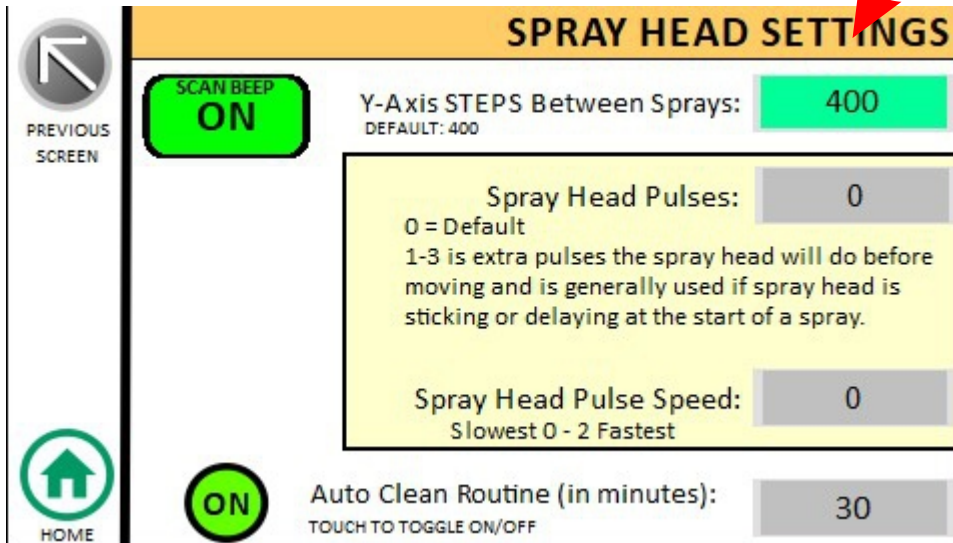 SPRAY HEAD SETTINGS
PREVIOUS
SCREEN
SCAN BEEP
ON
Y-Axis STEPS Between Sprays: 400
DEFAULT: 400
Spray Head Pulses: 0
0 = Default
1-3 is extra pulses the spray head will do before
moving and is generally used if spray head is
sticking or delaying at the start of a spray.
Spray Head Pulse Speed: 0
Slowest 0 - 2 Fastest
HOME
ON
Auto Clean Routine (in minutes): 30
TOUCH TO TOGGLE ON/OFF